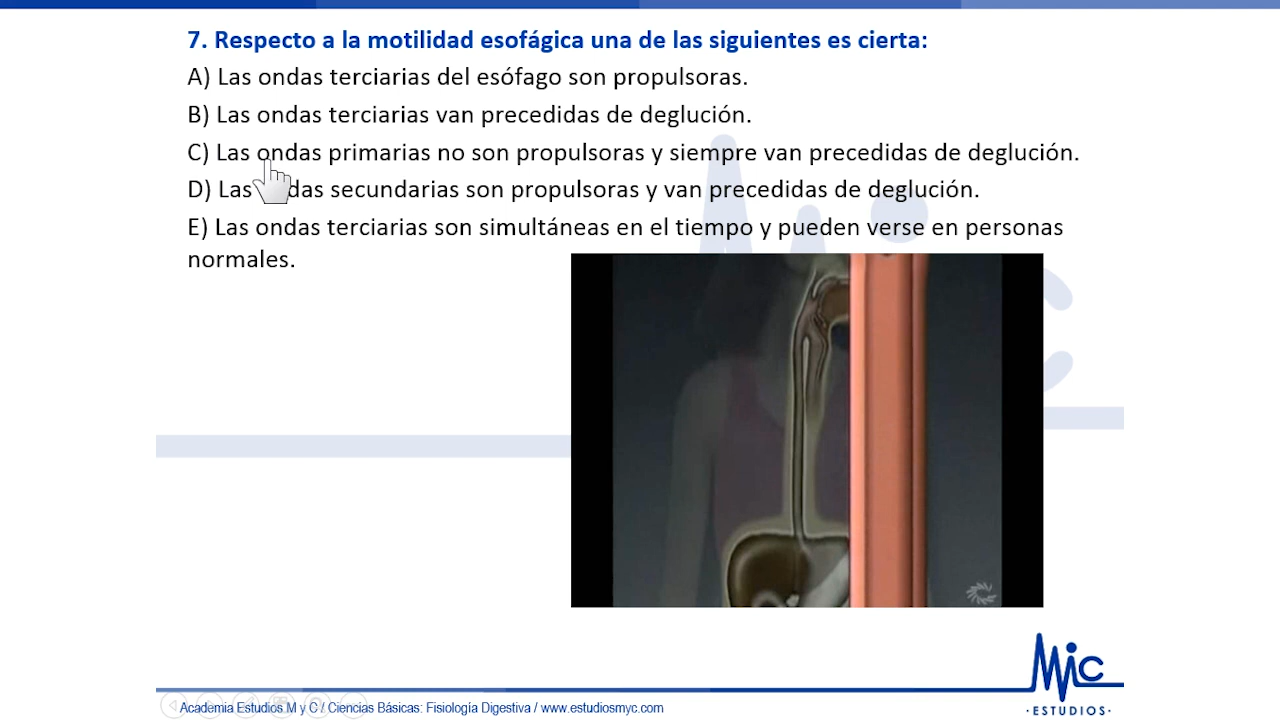 7. Respecto a la motilidad esofágica una de las siguientes es cierta:
A) Las ondas terciarias del esófago son propulsoras.
B) Las ondas terciarias van precedidas de deglución.
C) Las ondas primarias no son propulsoras y siempre van precedidas de deglución.
D) Las ondas secundarias son propulsoras y van precedidas de deglución.
E) Las ondas terciarias son simultáneas en el tiempo y pueden verse en personas
normales.
MiC
·ESTUDIOS·
Academia Estudios M y C / Ciencias Básicas: Fisiología Digestiva / www.estudiosmyc.com